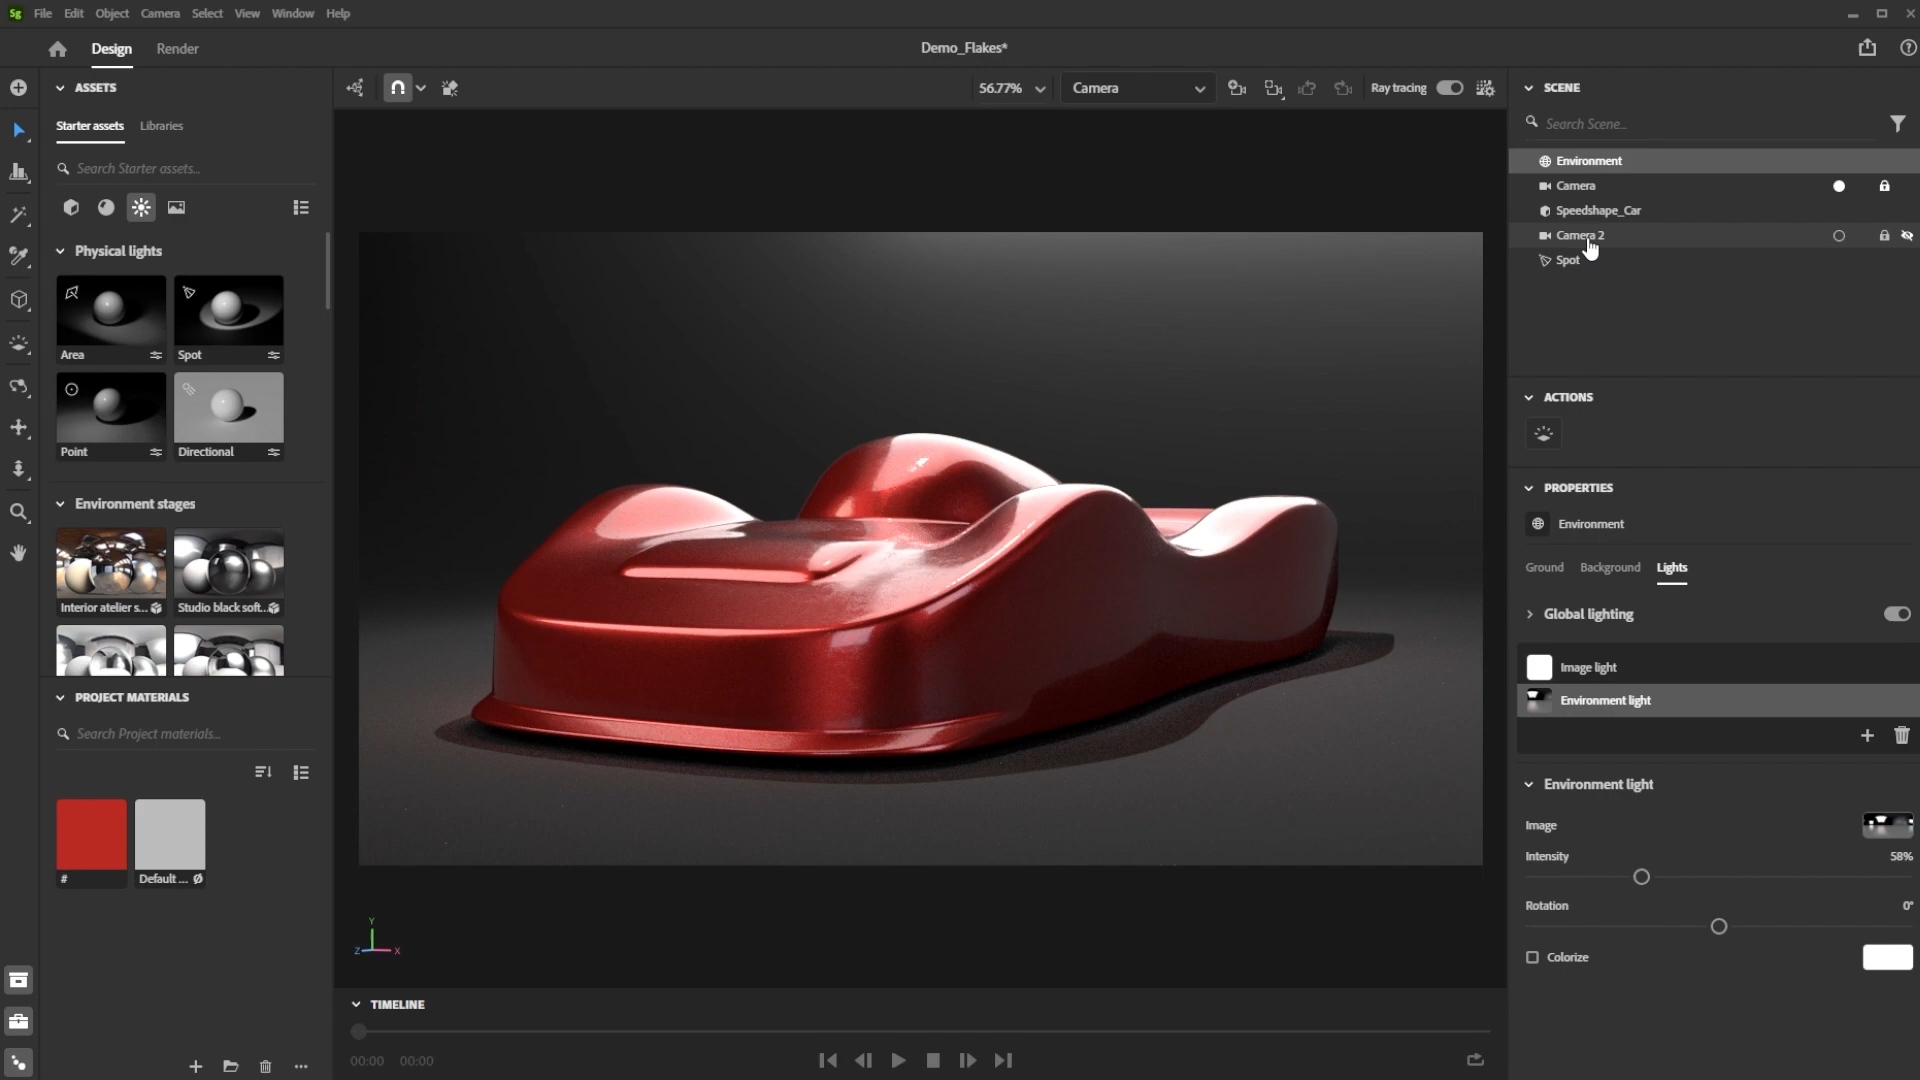 Sg File Edit Object Camera Select View Window Help
Design Render Demo_Flakes*
ASSETS
Starter assets Libraries
Search Starter assets...
Physical lights
Area Spot
Point Directional
Environment stages
Interior atelier s... Studio black soft...
PROJECT MATERIALS
Search Project materials...
# Default ...
56.77% Camera Ray tracing
Y
Z X
TIMELINE
00:00 00:00
SCENE
Search Scene...
Environment
Camera
Speedshape_Car
Camera 2
Spot
ACTIONS
PROPERTIES
Environment
Ground Background Lights
Global lighting
Image light
Environment light
Environment light
Image
Intensity 58%
Rotation 0°
Colorize